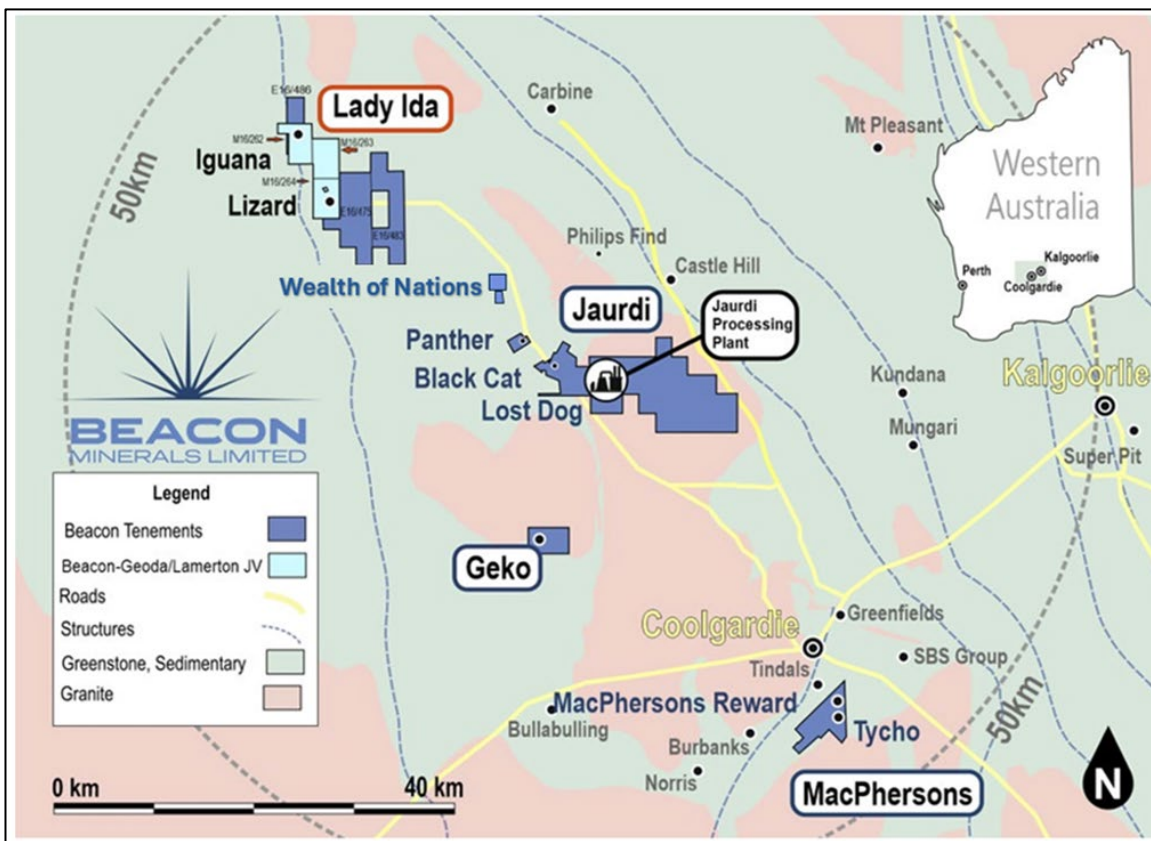 E16/486
Lady Ida
M16/262
M16/263
Iguana
M16/264
Lizard
E16/475
E16/483
50km
Carbine
Mt Pleasant
Western
Australia
Kalgoorlie
Perth
Coolgardie
Philips Find
Castle Hill
Wealth of Nations
Jaurdi
Jaurdi
Processing
Plant
Panther
Black Cat
Lost Dog
Kundana
Kalgoorlie
Mungari
Super Pit
BEACON
MINERALS LIMITED
Legend
Beacon Tenements
Beacon-Geoda/Lamerton JV
Roads
Structures
Greenstone, Sedimentary
Granite
Geko
Coolgardie
Greenfields
SBS Group
Tindals
MacPhersons Reward
Tycho
Bullabulling
Burbanks
Norris
50km
MacPhersons
0 km
40 km
N